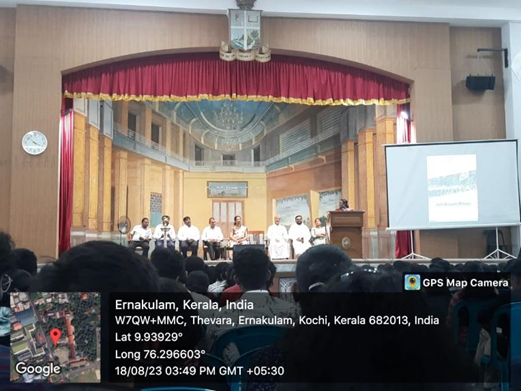 GPS Map Camera
Ernakulam, Kerala, India
W7QW+MMC, Thevara, Ernakulam, Kochi, Kerala 682013, India
Lat 9.93929°
Long 76.296603°
18/08/23 03:49 PM GMT +05:30
Google